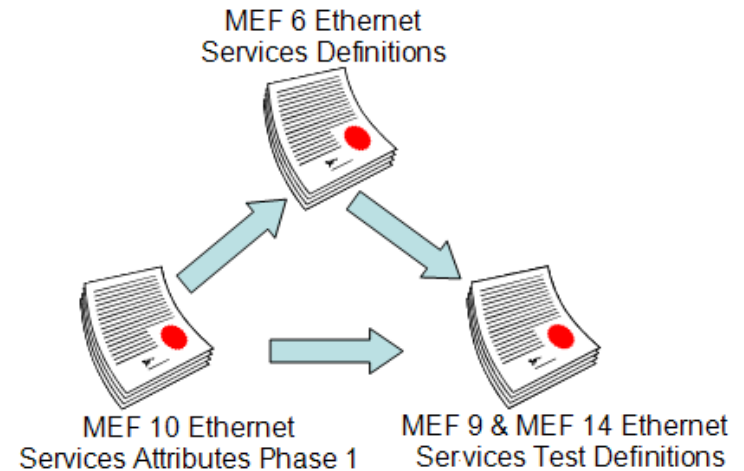 MEF 6 Ethernet
Services Definitions
MEF 10 Ethernet
Services Attributes Phase 1
MEF 9 & MEF 14 Ethernet
Services Test Definitions